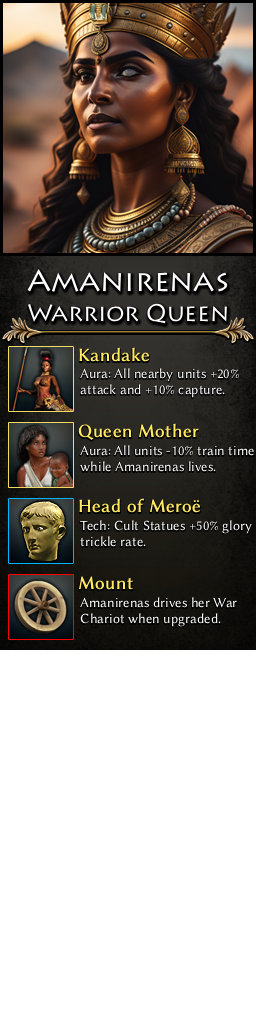 Amanirenas
Warrior Queen
Kandake
Aura: All nearby units +20%
attack and +10% capture.
Queen Mother
Aura: All units -10% train time
while Amanirenas lives.
Head of Meroë
Tech: Cult Statues +50% glory
trickle rate.
Mount
Amanirenas drives her War
Chariot when upgraded.